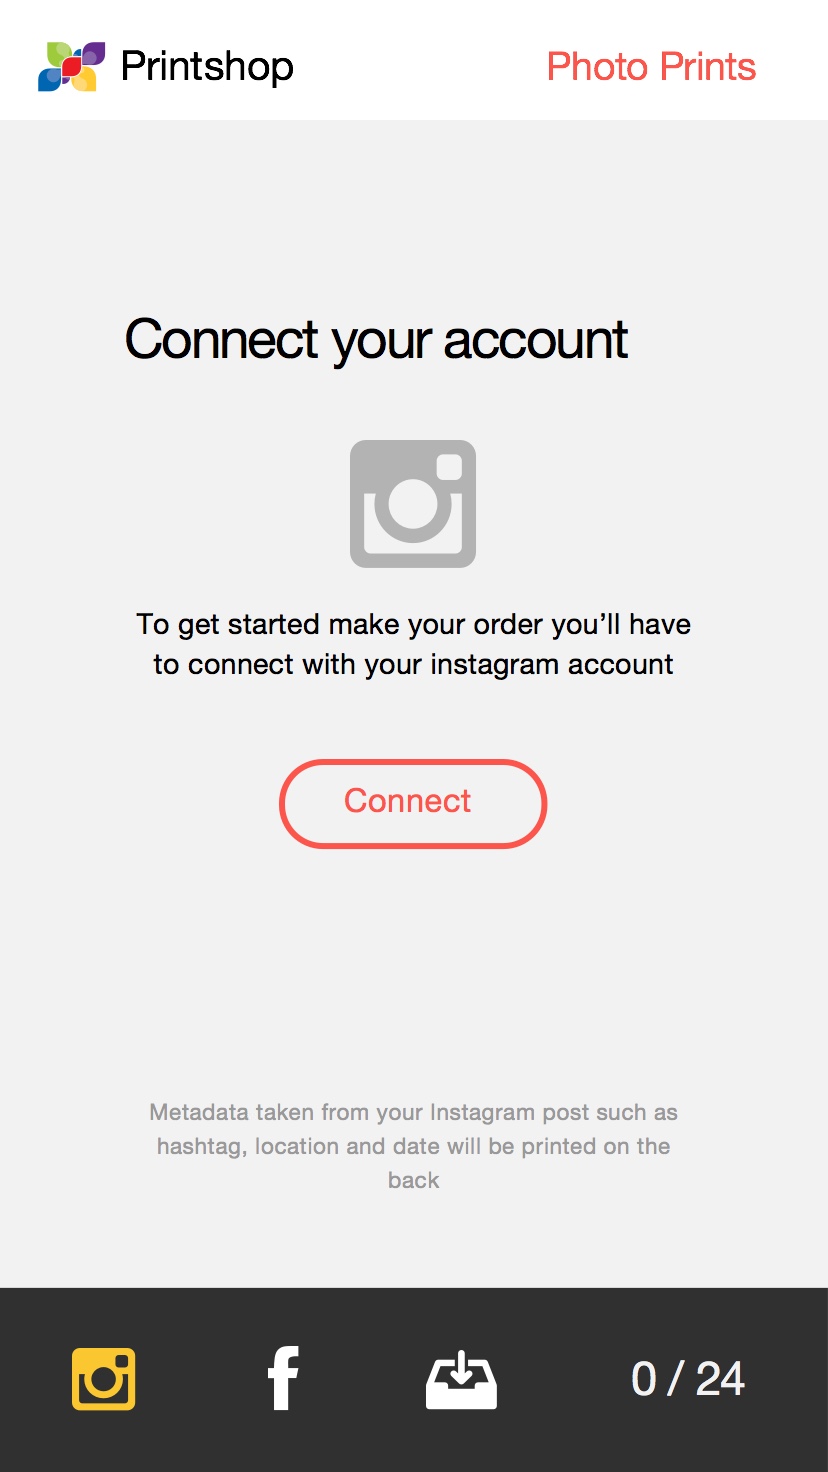 Printshop
Photo Prints
Connect your account
To get started make your order you’ll have
to connect with your instagram account
Connect
Metadata taken from your Instagram post such as
hashtag, location and date will be printed on the
back
0 / 24